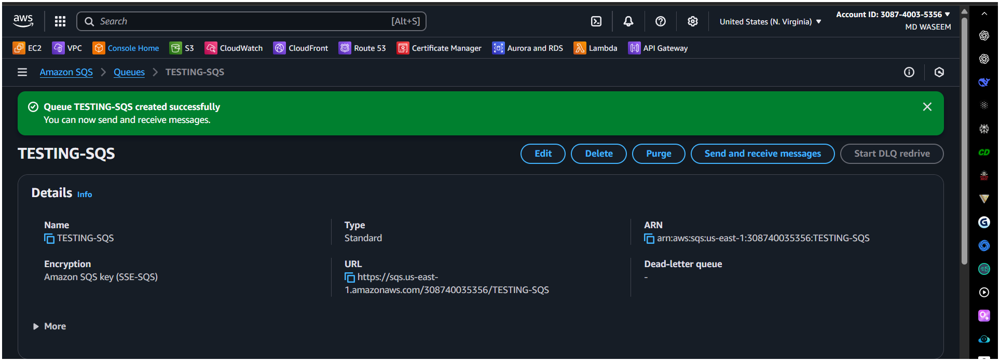 aws
Search [Alt+S]
United States (N. Virginia) ▼
Account ID: 3087-4003-5356 ▼
MD WASEEM
EC2 VPC Console Home S3 CloudWatch CloudFront Route 53 Certificate Manager Aurora and RDS Lambda API Gateway
Amazon SQS > Queues > TESTING-SQS
Queue TESTING-SQS created successfully
You can now send and receive messages.
TESTING-SQS
Edit Delete Purge Send and receive messages Start DLQ redrive
Details Info
Name
TESTING-SQS
Type
Standard
ARN
arn:aws:sqs:us-east-1:308740035356:TESTING-SQS
Encryption
Amazon SQS key (SSE-SQS)
URL
https://sqs.us-east-
1.amazonaws.com/308740035356/TESTING-SQS
Dead-letter queue
-
More
CD